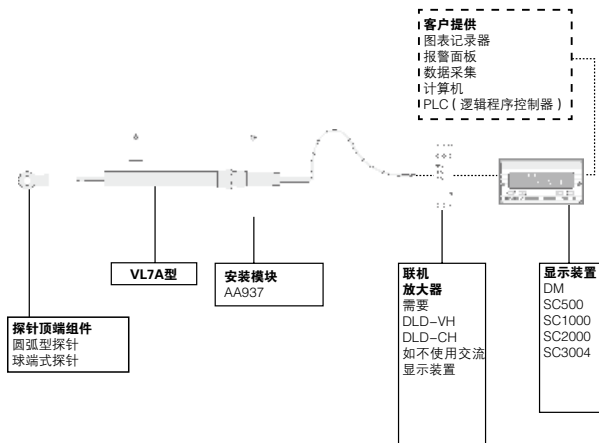 客户提供
图表记录器
报警面板
数据采集
计算机
PLC（逻辑程序控制器）
VL7A型
安装模块
AA937
联机
放大器
需要
DLD–VH
DLD–CH
如不使用交流
显示装置
显示装置
DM
SC500
SC1000
SC2000
SC3004
探针顶端组件
圆弧型探针
球端式探针